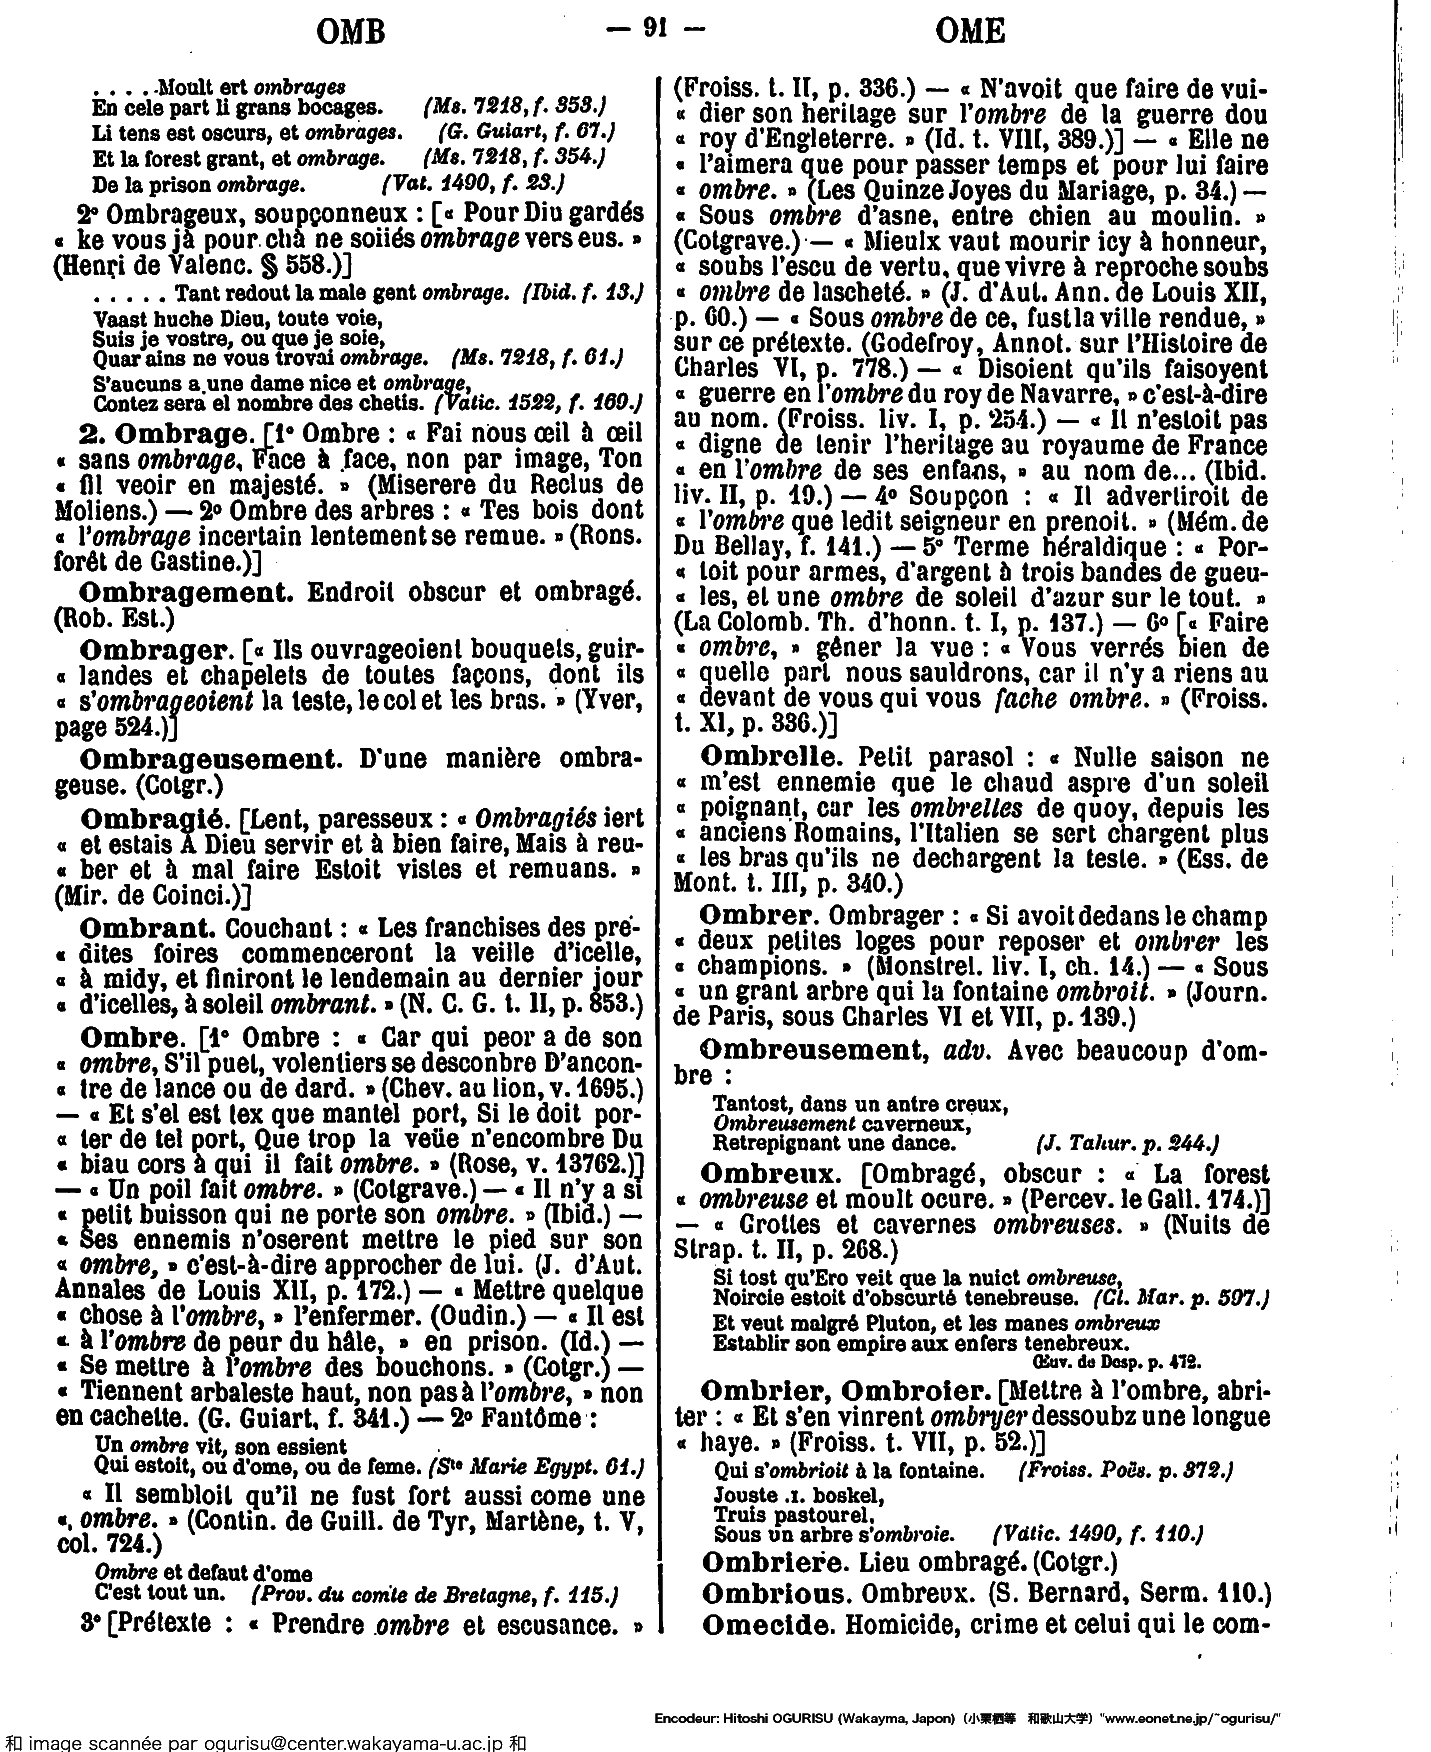 OMB — 91 — OME
. . . . .Moult ert ombrages
En cele part li grans bocages. (Ms. 7218, f. 353.)
Li tens est oscurs, et ombrages. (G. Guiart, f. 67.)
Et la forest grant, et ombrage. (Ms. 7218, f. 354.)
De la prison ombrage. (Vat. 1490, f. 23.)
2º Ombrageux, soupçonneux : [« Pour Diu gardés
« ke vous jà pour chà ne soiiés ombrage vers eus. »
(Henri de Valenc. § 558.)]
. . . . . Tant redout la male gent ombrage. (Ibid. f. 13.)
Vaast huche Dieu, toute voie,
Suis je vostre, ou que je soie,
Quar ains ne vous trovai ombrage. (Ms. 7218, f. 61.)
S'aucuns a une dame nice et ombrage,
Contez sera el nombre des chetis. (Vatic. 1522, f. 160.)
2. Ombrage. [1º Ombre : « Fai nous œil à œil
« sans ombrage, Face à face, non par image, Ton
« fil veoir en majesté. » (Miserere du Reclus de
Moliens.) — 2º Ombre des arbres : « Tes bois dont
« l'ombrage incertain lentement se remue. » (Rons.
forêt de Gastine.)]
Ombragement. Endroit obscur et ombragé.
(Rob. Est.)
Ombrager. [« Ils ouvrageoient bouquets, guir-
« landes et chapelets de toutes façons, dont ils
« s'ombrageoient la teste, le col et les bras. » (Yver,
page 524.)]
Ombrageusement. D'une manière ombra-
geuse. (Cotgr.)
Ombragié. [Lent, paresseux : « Ombragiés iert
« et estais A Dieu servir et à bien faire, Mais à reu-
« ber et à mal faire Estoit vistes et remuans. »
(Mir. de Coinci.)]
Ombrant. Couchant : « Les franchises des pré-
« dites foires commenceront la veille d'icelle,
« à midy, et finiront le lendemain au dernier jour
« d'icelles, à soleil ombrant. » (N. C. G. t. II, p. 853.)
Ombre. [1º Ombre : « Car qui peor a de son
« ombre, S'il puet, volentiers se desconbre D'ancon-
« tre de lance ou de dard. » (Chev. au lion, v. 1695.)
— « Et s'el est tex que mantel port, Si le doit por-
« ter de tel port, Que trop la veüe n'encombre Du
« biau cors à qui il fait ombre. » (Rose, v. 13762.)]
— « Un poil fait ombre. » (Cotgrave.) — « Il n'y a si
« petit buisson qui ne porte son ombre. » (Ibid.) —
« Ses ennemis n'oserent mettre le pied sur son
« ombre, » c'est-à-dire approcher de lui. (J. d'Aut.
Annales de Louis XII, p. 172.) — « Mettre quelque
« chose à l'ombre, » l'enfermer. (Oudin.) — « Il est
« à l'ombre de peur du hâle, » en prison. (Id.) —
« Se mettre à l'ombre des bouchons. » (Cotgr.) —
« Tiennent arbaleste haut, non pas à l'ombre, » non
en cachette. (G. Guiart, f. 341.) — 2º Fantôme :
Un ombre vit, son essient
Qui estoit, ou d'ome, ou de feme. (Ste Marie Egypt. 61.)
« Il sembloit qu'il ne fust fort aussi come une
« ombre. » (Contin. de Guill. de Tyr, Martène, t. V,
col. 724.)
Ombre et defaut d'ome
C'est tout un. (Prov. du comte de Bretagne, f. 115.)
3º [Prétexte : « Prendre ombre et escusance. »
(Froiss. t. II, p. 336.) — « N'avoit que faire de vui-
« dier son heritage sur l'ombre de la guerre dou
« roy d'Engleterre. » (Id. t. VIII, 389.)] — « Elle ne
« l'aimera que pour passer temps et pour lui faire
« ombre. » (Les Quinze Joyes du Mariage, p. 34.) —
« Sous ombre d'asne, entre chien au moulin. »
(Cotgrave.) — « Mieulx vaut mourir icy à honneur,
« soubs l'escu de vertu, que vivre à reproche soubs
« ombre de lascheté. » (J. d'Aut. Ann. de Louis XII,
p. 60.) — « Sous ombre de ce, fust la ville rendue, »
sur ce prétexte. (Godefroy, Annot. sur l'Histoire de
Charles VI, p. 778.) — « Disoient qu'ils faisoyent
« guerre en l'ombre du roy de Navarre, » c'est-à-dire
au nom. (Froiss. liv. I, p. 254.) — « Il n'estoit pas
« digne de tenir l'heritage au royaume de France
« en l'ombre de ses enfans, » au nom de... (Ibid.
liv. II, p. 19.) — 4º Soupçon : « Il advertiroit de
« l'ombre que ledit seigneur en prenoit. » (Mém. de
Du Bellay, f. 141.) — 5º Terme héraldique : « Por-
« toit pour armes, d'argent à trois bandes de gueu-
« les, et une ombre de soleil d'azur sur le tout. »
(La Colomb. Th. d'honn. t. I, p. 137.) — 6º [« Faire
« ombre, » gêner la vue : « Vous verrés bien de
« quelle part nous sauldrons, car il n'y a riens au
« devant de vous qui vous fache ombre. » (Froiss.
t. XI, p. 336.)]
Ombrelle. Petit parasol : « Nulle saison ne
« m'est ennemie que le chaud aspre d'un soleil
« poignant, car les ombrelles de quoy, depuis les
« anciens Romains, l'Italien se sert chargent plus
« les bras qu'ils ne dechargent la teste. » (Ess. de
Mont. t. III, p. 340.)
Ombrer. Ombrager : « Si avoit dedans le champ
« deux petites loges pour reposer et ombrer les
« champions. » (Monstrel. liv. I, ch. 14.) — « Sous
« un grant arbre qui la fontaine ombroit. » (Journ.
de Paris, sous Charles VI et VII, p. 139.)
Ombreusement, adv. Avec beaucoup d'om-
bre :
Tantost, dans un antre creux,
Ombreusement caverneux,
Retrepignant une dance. (J. Tahur. p. 244.)
Ombreux. [Ombragé, obscur : « La forest
« ombreuse et moult ocure. » (Percev. le Gall. 174.)]
— « Grottes et cavernes ombreuses. » (Nuits de
Strap. t. II, p. 268.)
Si tost qu'Ero veit que la nuict ombreuse,
Noircie estoit d'obscurté tenebreuse. (Cl. Mar. p. 597.)
Et veut malgré Pluton, et les manes ombreux
Establir son empire aux enfers tenebreux.
Œuv. de Desp. p. 472.
Ombrier, Ombroier. [Mettre à l'ombre, abri-
ter : « Et s'en vinrent ombryer dessoubz une longue
« haye. » (Froiss. t. VII, p. 52.)]
Qui s'ombrioit à la fontaine. (Froiss. Poës. p. 372.)
Jouste .I. boskel,
Truis pastourel,
Sous un arbre s'ombroie. (Vatic. 1490, f. 110.)
Ombriere. Lieu ombragé. (Cotgr.)
Ombrious. Ombreux. (S. Bernard, Serm. 110.)
Omecide. Homicide, crime et celui qui le com-
Encodeur: Hitoshi OGURISU (Wakayma, Japon) (小栗栖等 和歌山大学) "www.eonet.ne.jp/~ogurisu/"
和 image scannée par ogurisu@center.wakayama-u.ac.jp 和